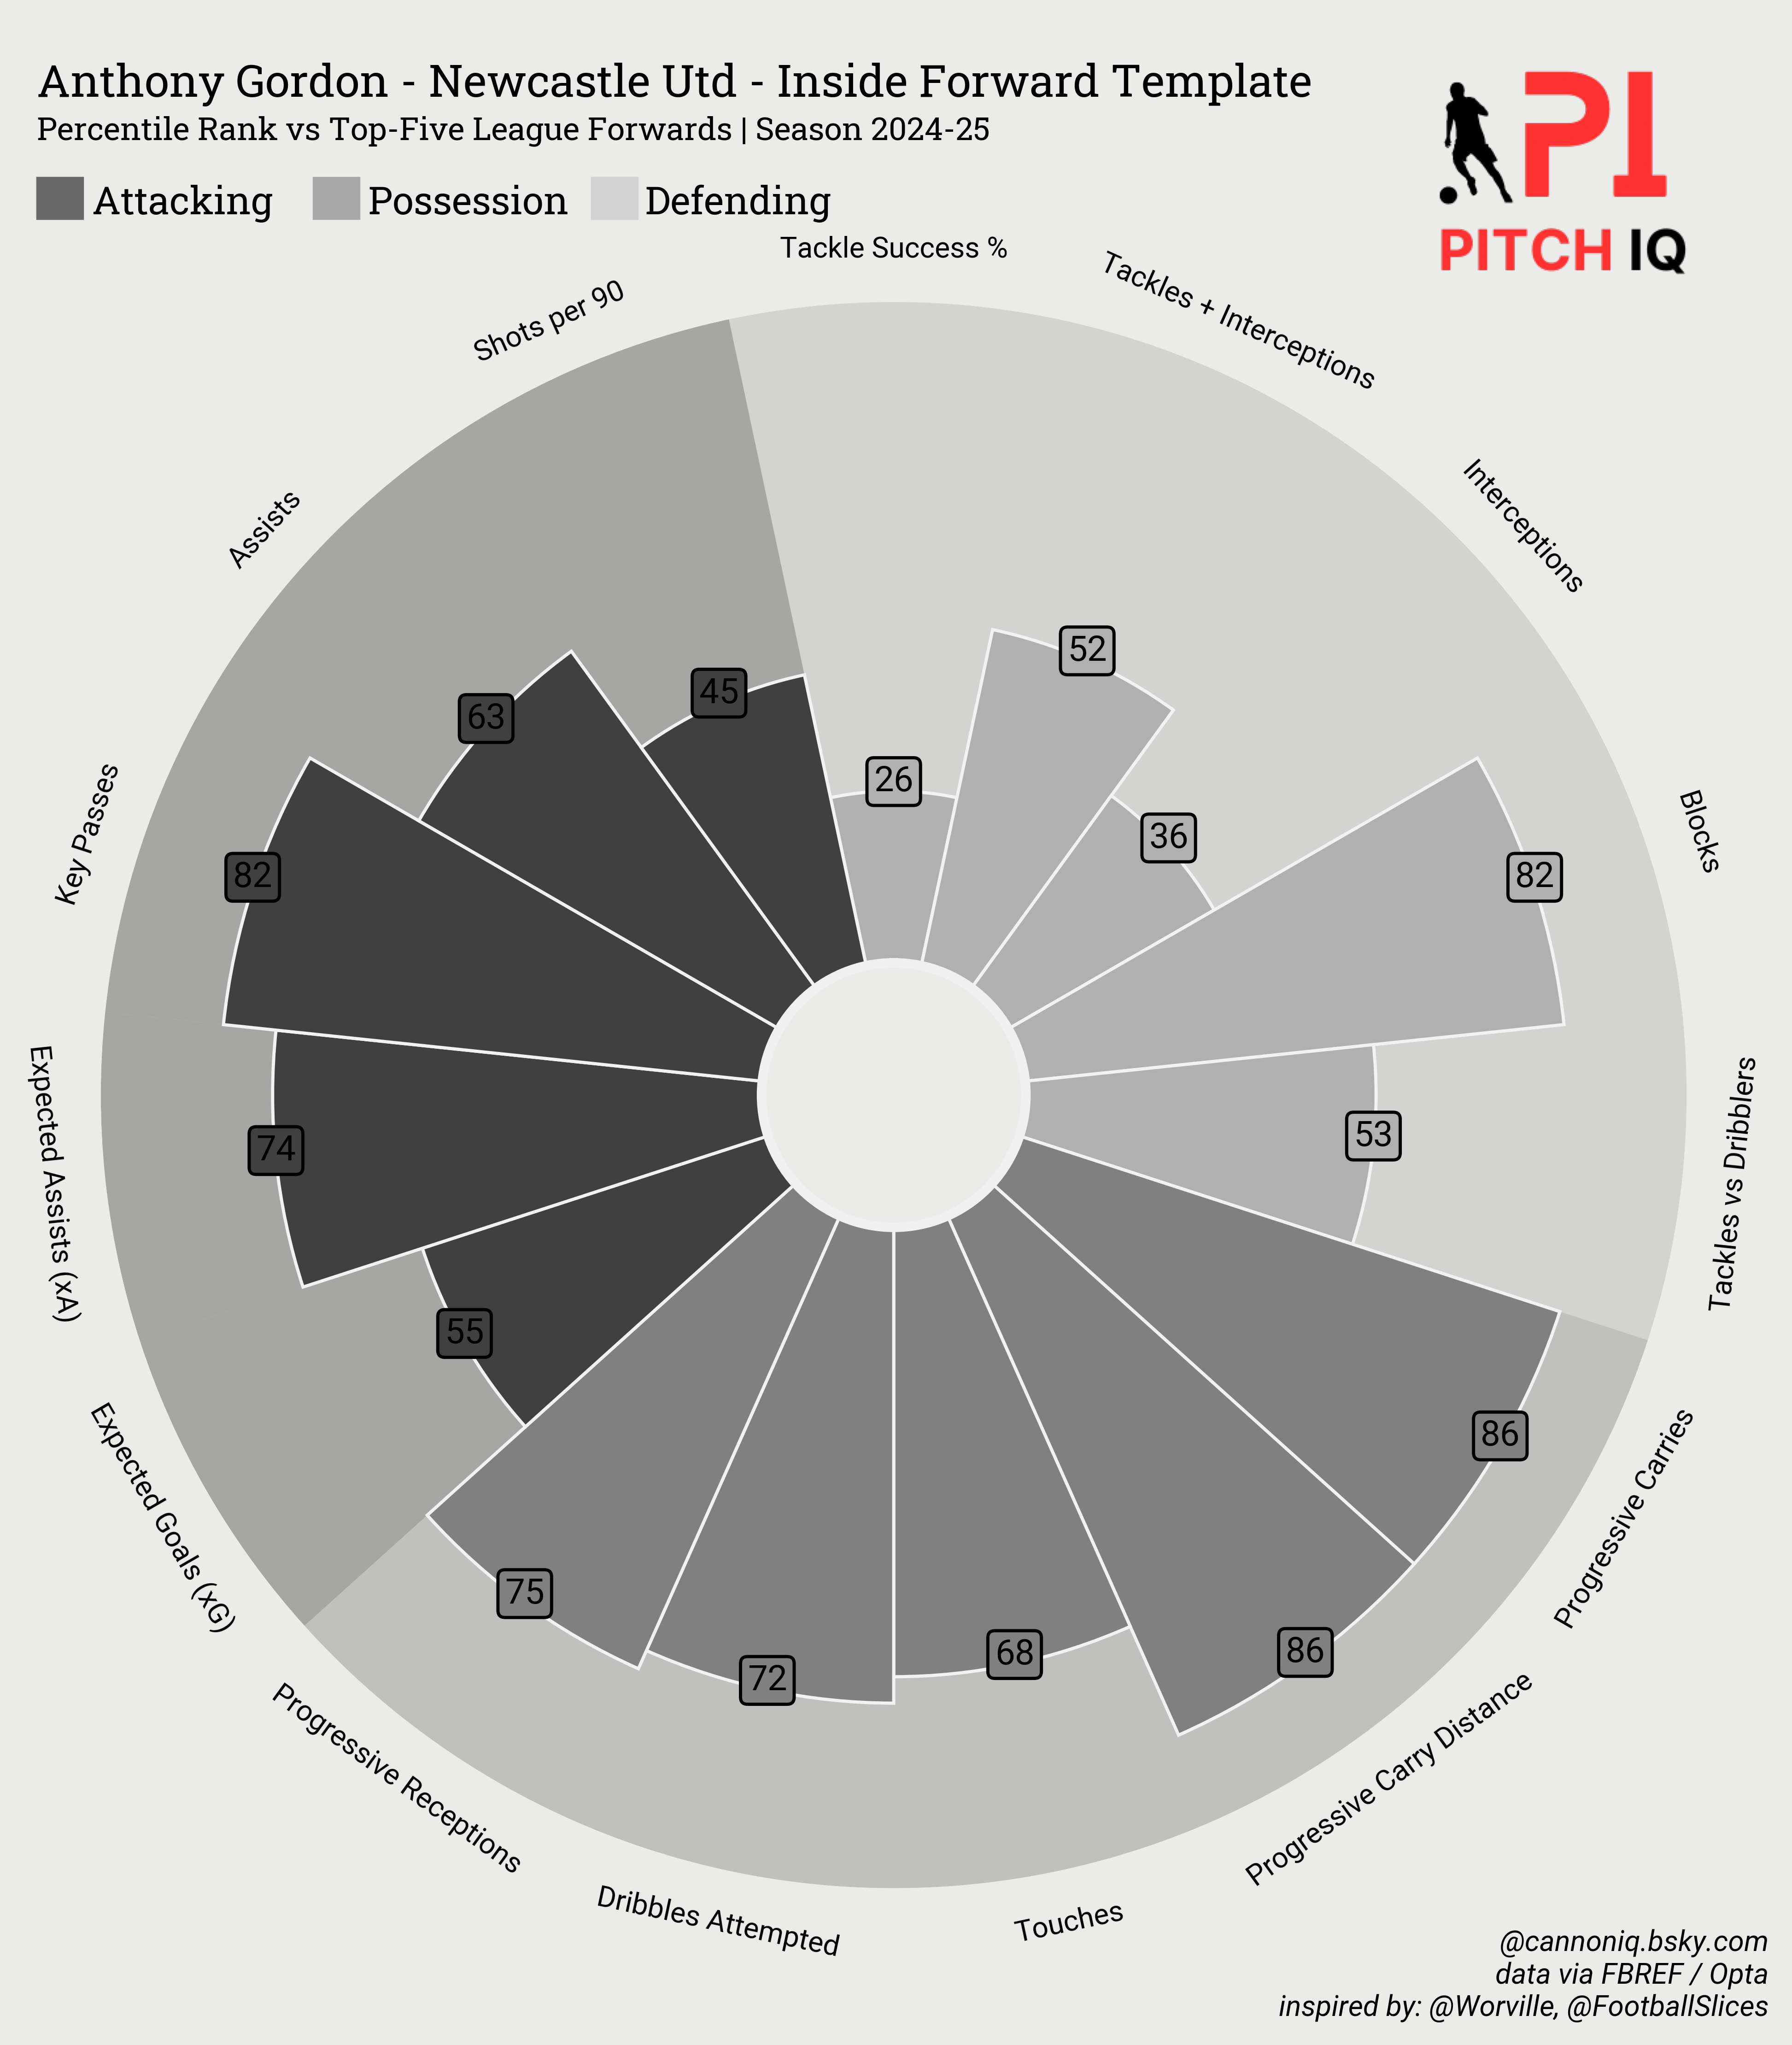 Anthony Gordon - Newcastle Utd - Inside Forward Template
Percentile Rank vs Top-Five League Forwards | Season 2024-25
Attacking
Possession
Defending
PI
PITCH IQ
Tackle Success %
Tackles + Interceptions
Interceptions
Blocks
Tackles vs Dribblers
Progressive Carries
Progressive Carry Distance
Touches
Dribbles Attempted
Progressive Receptions
Expected Goals (xG)
Expected Assists (xA)
Key Passes
Assists
Shots per 90
26
52
36
82
53
86
86
68
72
75
55
74
82
63
45
@cannoniq.bsky.com
data via FBREF / Opta
inspired by: @Worville, @FootballSlices